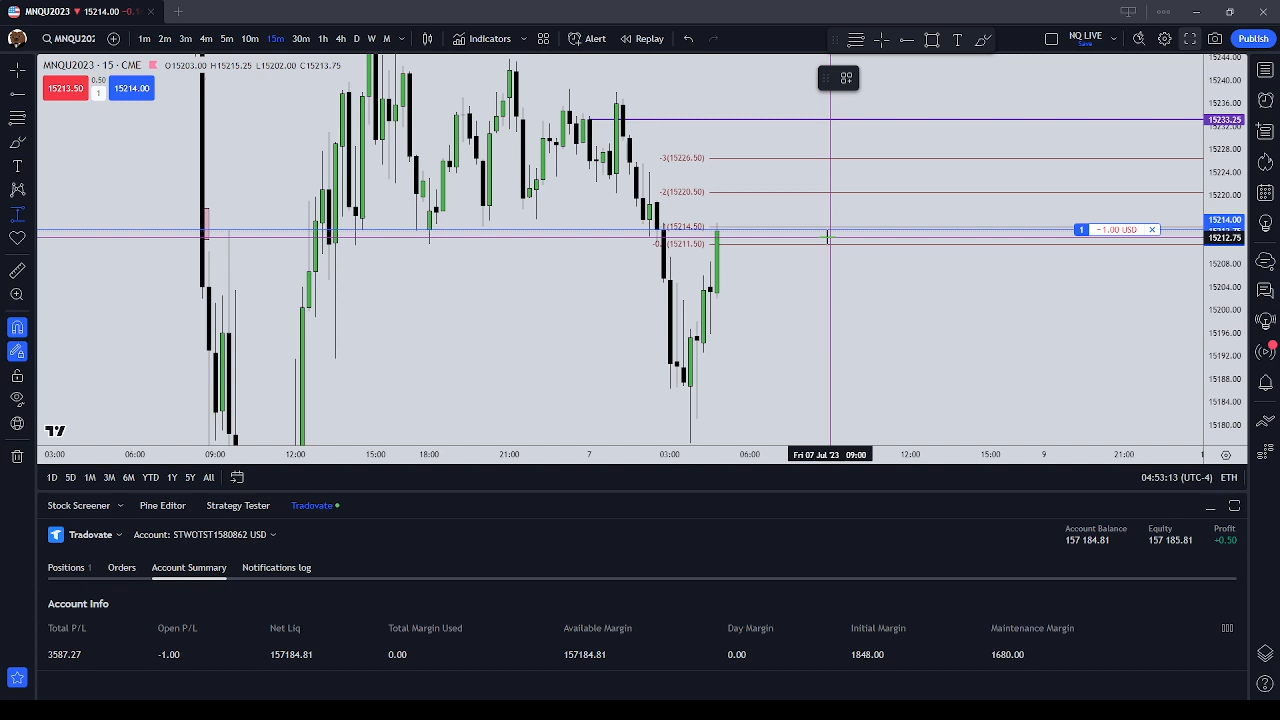 MNQU2023 ▼ 15214.00 −0.1
MNQU202 1m 2m 3m 4m 5m 10m 15m 30m 1h 4h D W M Indicators Alert Replay NQ LIVE Save Publish
MNQU2023 · 15 · CME O15203.00 H15215.25 L15202.00 C15213.75
15213.50 0.50 1 15214.00
15244.00
15240.00
15236.00
15233.25
15232.00
15228.00
-3(15226.50)
15224.00
-2(15220.50)
15220.00
15214.00
(15214.50)
1 −1.00 USD
15212.75
(15211.50)
15208.00
15204.00
15200.00
15196.00
15192.00
15188.00
15184.00
15180.00
03:00 06:00 09:00 12:00 15:00 18:00 21:00 7 03:00 06:00 Fri 07 Jul '23 09:00 12:00 15:00 9 21:00 1
1D 5D 1M 3M 6M YTD 1Y 5Y All 04:53:13 (UTC-4) ETH
Stock Screener Pine Editor Strategy Tester Tradovate
Tradovate Account: STWOTST1580862 USD
Account Balance Equity Profit
157 184.81 157 185.81 +0.50
Positions 1 Orders Account Summary Notifications log
Account Info
Total P/L Open P/L Net Liq Total Margin Used Available Margin Day Margin Initial Margin Maintenance Margin
3587.27 -1.00 157184.81 0.00 157184.81 0.00 1848.00 1680.00